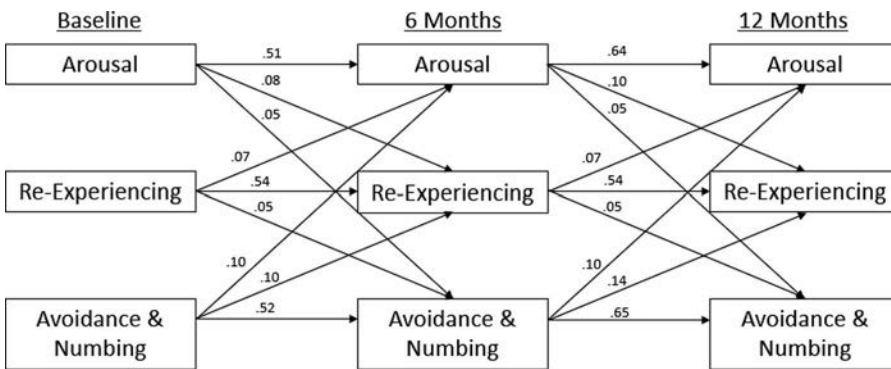 Baseline
6 Months
12 Months
Arousal
.51
Arousal
.64
Arousal
.08
.10
.05
.05
.07
.07
Re-Experiencing
.54
Re-Experiencing
.54
Re-Experiencing
.05
.05
.10
.10
.10
.14
.52
.65
Avoidance &
Numbing
Avoidance &
Numbing
Avoidance &
Numbing